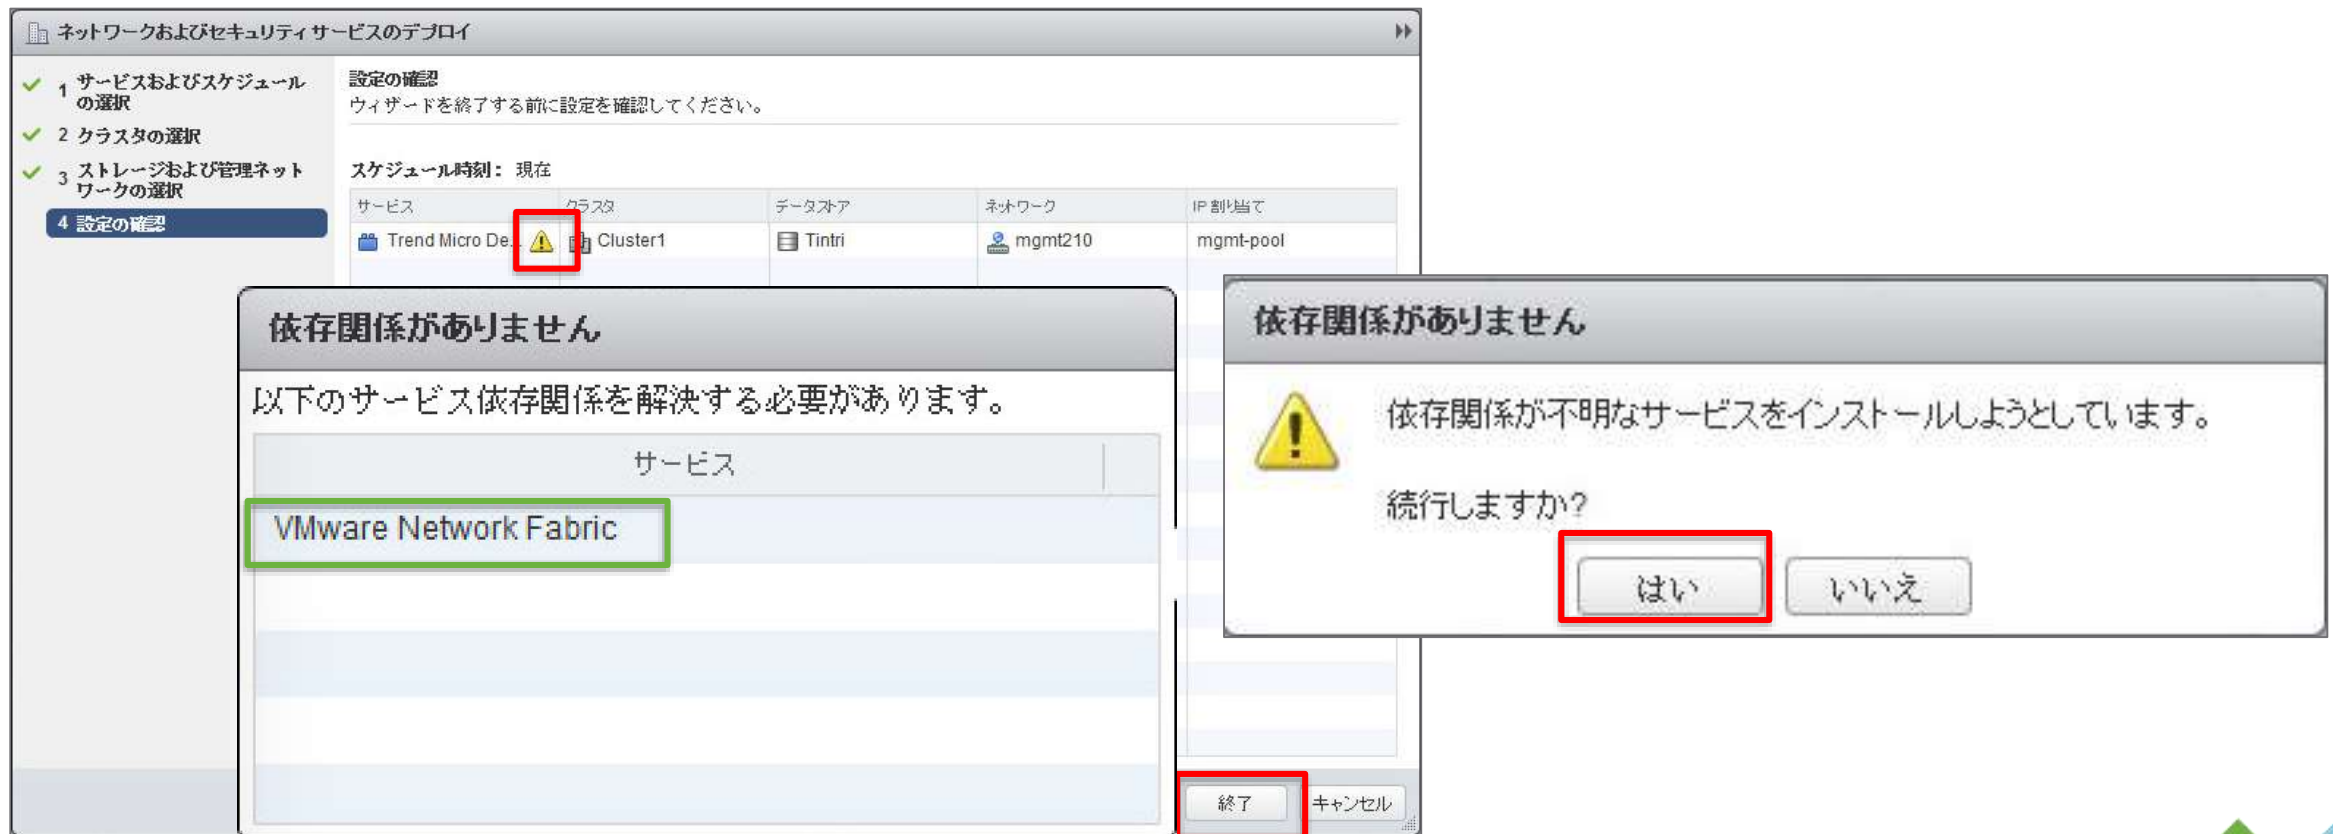 ネットワークおよびセキュリティ サービスのデプロイ
1 サービスおよびスケジュール
の選択
2 クラスタの選択
3 ストレージおよび管理ネット
ワークの選択
4 設定の確認
設定の確認
ウィザードを終了する前に設定を確認してください。
スケジュール時刻： 現在
サービス クラスタ データストア ネットワーク IP 割り当て
Trend Micro De... Cluster1 Tintri mgmt210 mgmt-pool
依存関係がありません
以下のサービス依存関係を解決する必要があります。
サービス
VMware Network Fabric
依存関係がありません
依存関係が不明なサービスをインストールしようとしています。
続行しますか?
はい いいえ
終了 キャンセル